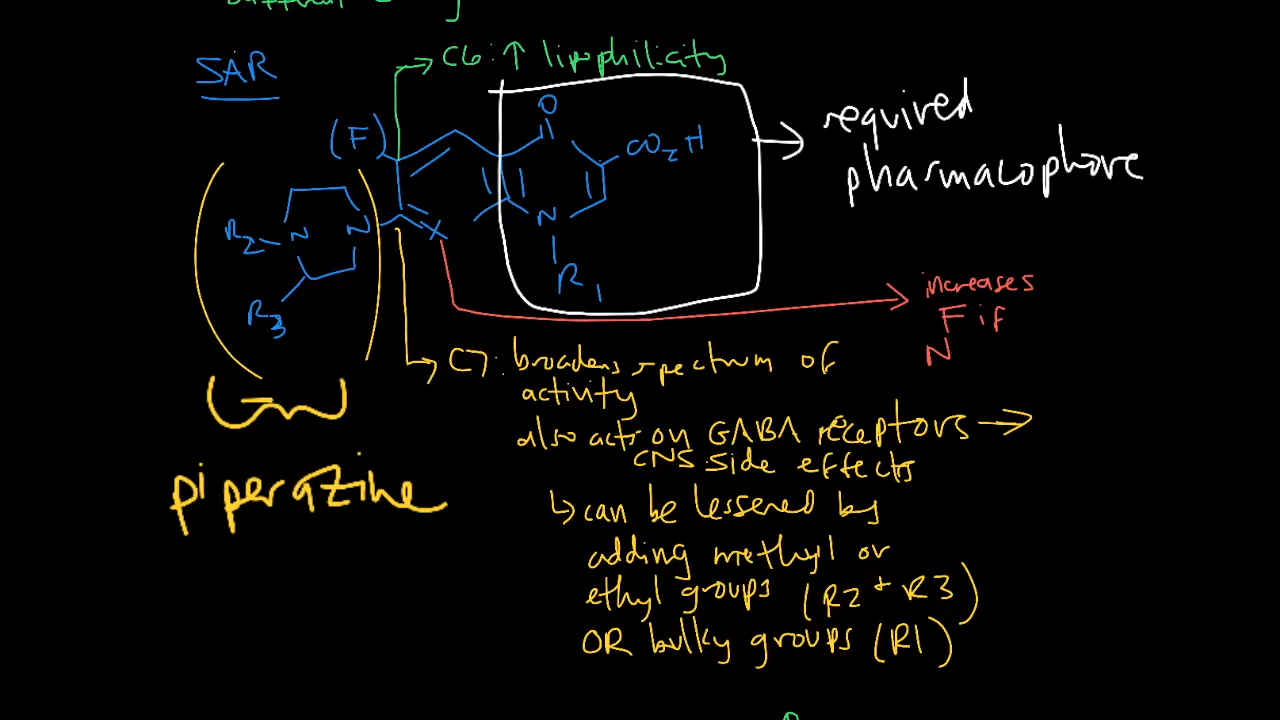 SAR
C6: ↑ lipophilicity
(F)
O
CO2H
required
pharmacophore
R2
N
N
X
N
R3
R1
increases
F if
N
C7: broadens spectrum of
activity
also acts on GABA receptors →
CNS side effects
↳ can be lessened by
adding methyl or
ethyl groups (R2 + R3)
OR bulky groups (R1)
piperazine